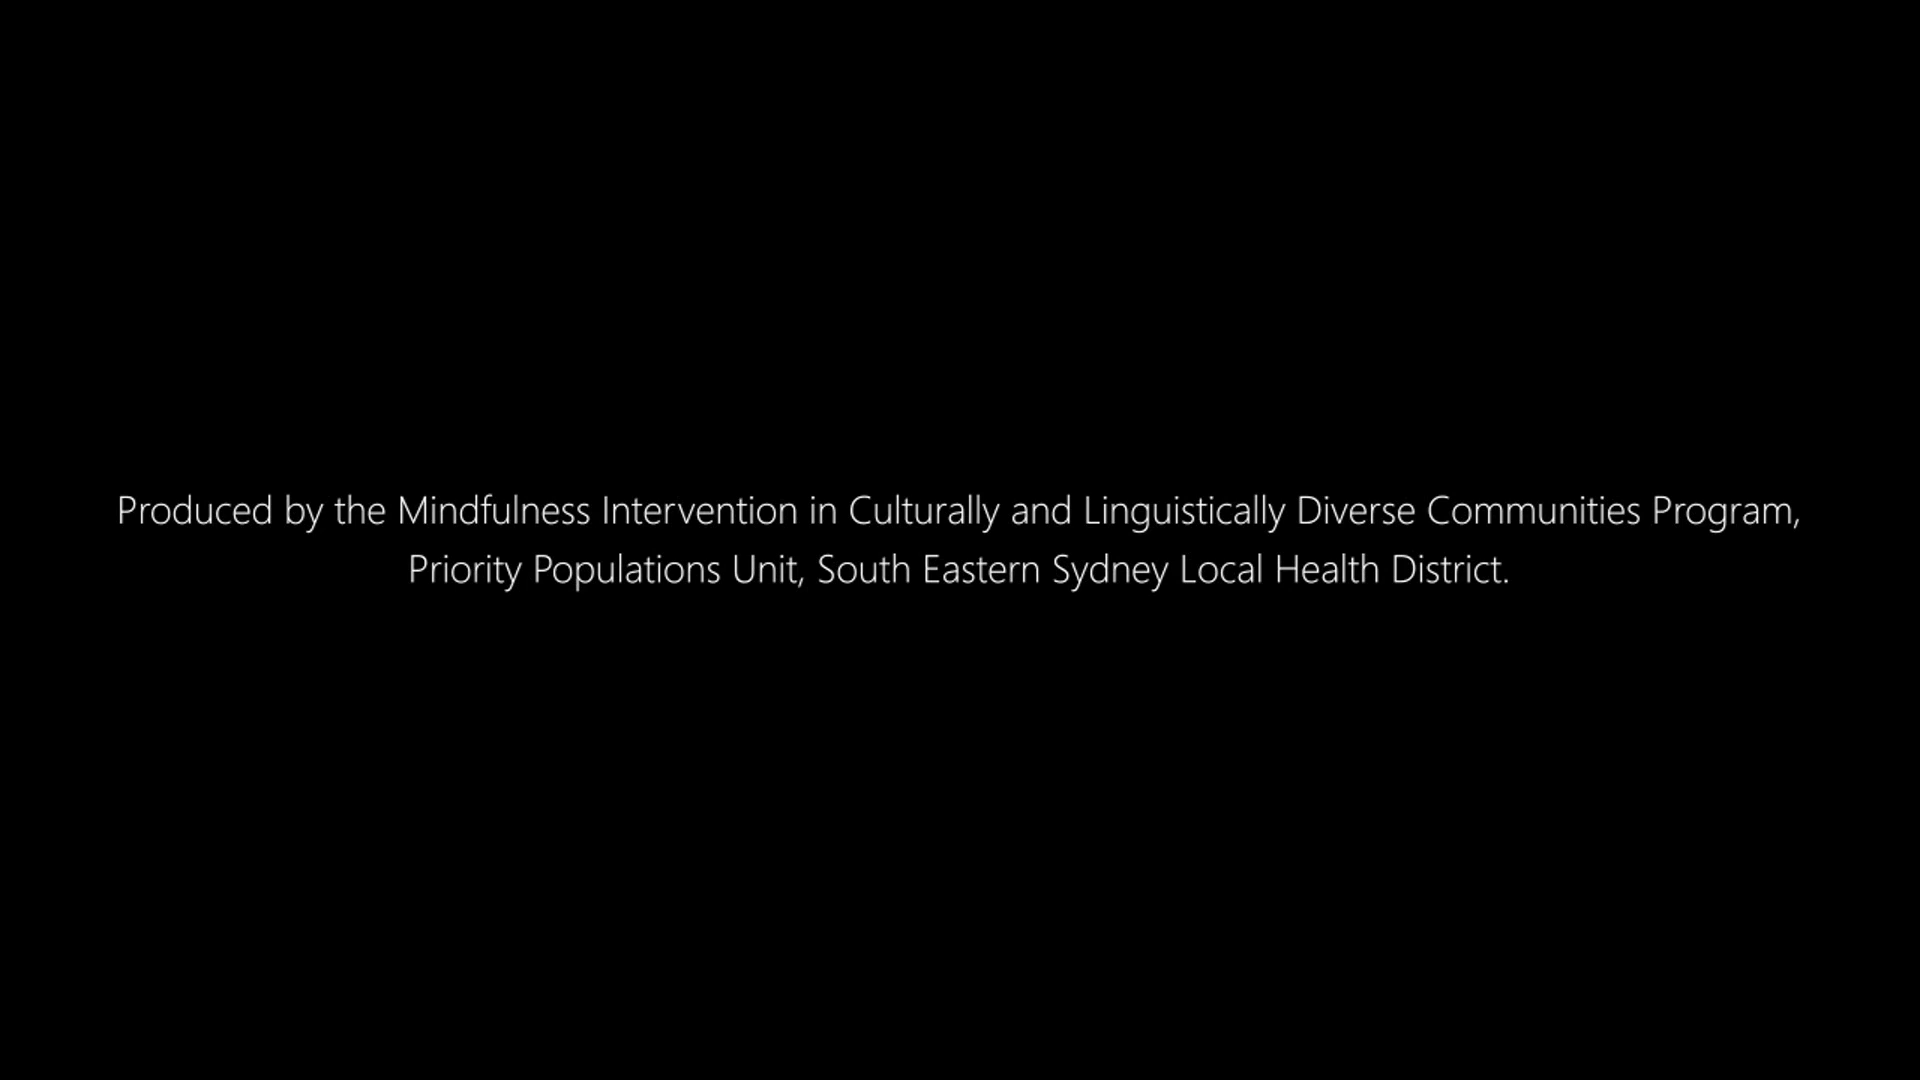 Produced by the Mindfulness Intervention in Culturally and Linguistically Diverse Communities Program,
Priority Populations Unit, South Eastern Sydney Local Health District.